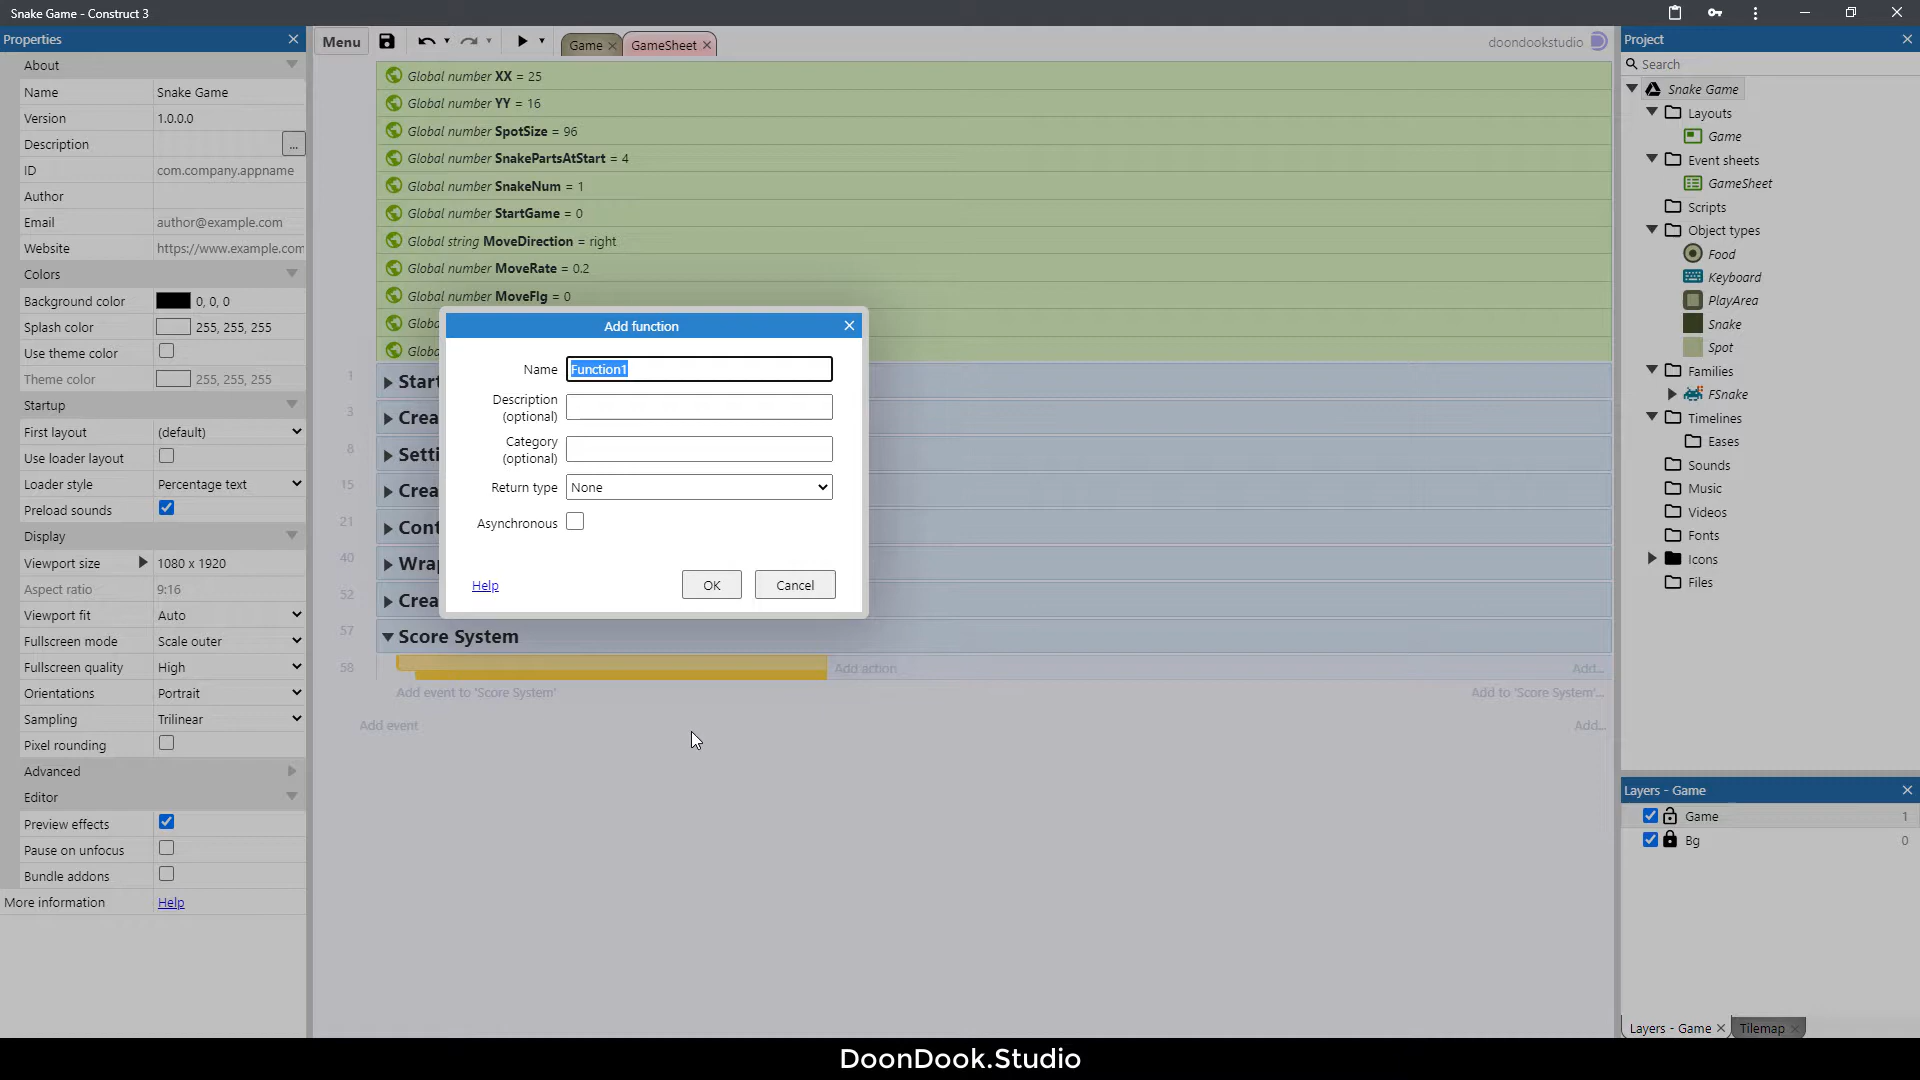 Snake Game - Construct 3
Properties
About
Name Snake Game
Version 1.0.0.0
Description ...
ID com.company.appname
Author
Email author@example.com
Website https://www.example.com
Colors
Background color 0, 0, 0
Splash color 255, 255, 255
Use theme color
Theme color 255, 255, 255
Startup
First layout (default)
Use loader layout
Loader style Percentage text
Preload sounds
Display
Viewport size 1080 x 1920
Aspect ratio 9:16
Viewport fit Auto
Fullscreen mode Scale outer
Fullscreen quality High
Orientations Portrait
Sampling Trilinear
Pixel rounding
Advanced
Editor
Preview effects
Pause on unfocus
Bundle addons
More information Help
Menu
Game
GameSheet
doondookstudio
Global number XX = 25
Global number YY = 16
Global number SpotSize = 96
Global number SnakePartsAtStart = 4
Global number SnakeNum = 1
Global number StartGame = 0
Global string MoveDirection = right
Global number MoveRate = 0.2
Global number MoveFlg = 0
Add function
Name Function1
Description (optional)
Category (optional)
Return type None
Asynchronous
Help OK Cancel
1
3
8
15
21
40
52
57 Score System
58 Add action Add...
Add event to 'Score System' Add to 'Score System'...
Add event Add...
Project
Search
Snake Game
Layouts
Game
Event sheets
GameSheet
Scripts
Object types
Food
Keyboard
PlayArea
Snake
Spot
Families
FSnake
Timelines
Eases
Sounds
Music
Videos
Fonts
Icons
Files
Layers - Game
Game 1
Bg 0
Layers - Game Tilemap
DoonDook.Studio